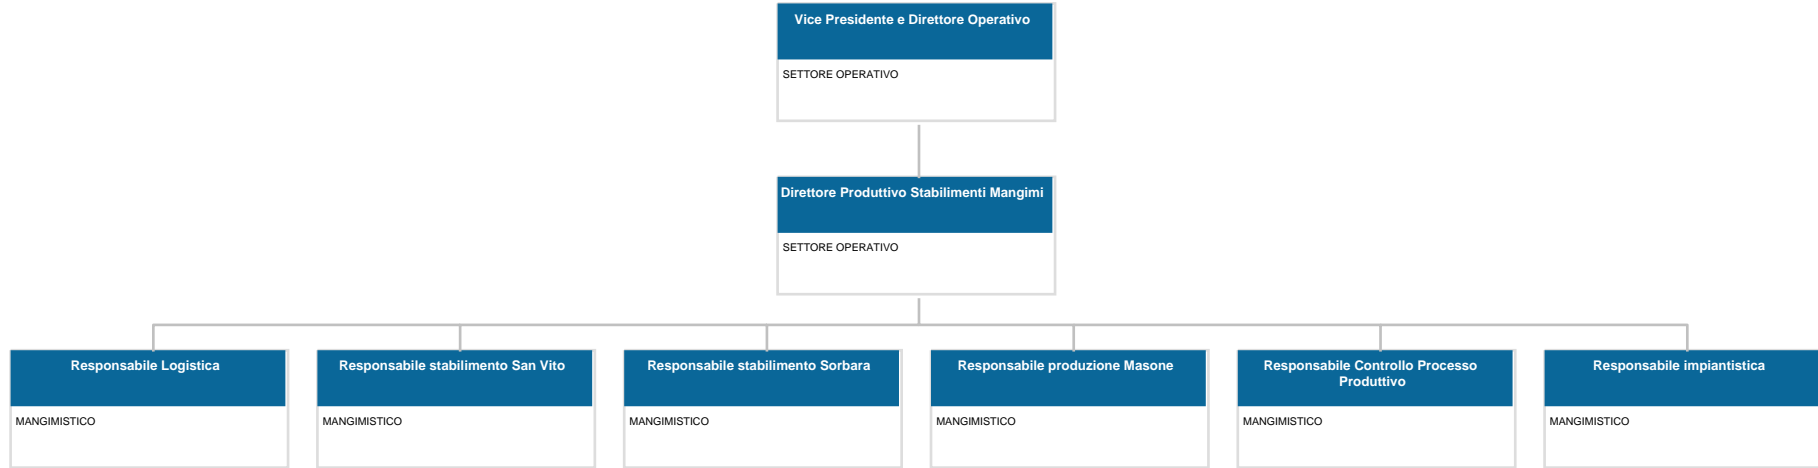 Vice Presidente e Direttore Operativo
SETTORE OPERATIVO
Direttore Produttivo Stabilimenti Mangimi
SETTORE OPERATIVO
Responsabile Logistica
MANGIMISTICO
Responsabile stabilimento San Vito
MANGIMISTICO
Responsabile stabilimento Sorbara
MANGIMISTICO
Responsabile produzione Masone
MANGIMISTICO
Responsabile Controllo Processo
Produttivo
MANGIMISTICO
Responsabile impiantistica
MANGIMISTICO